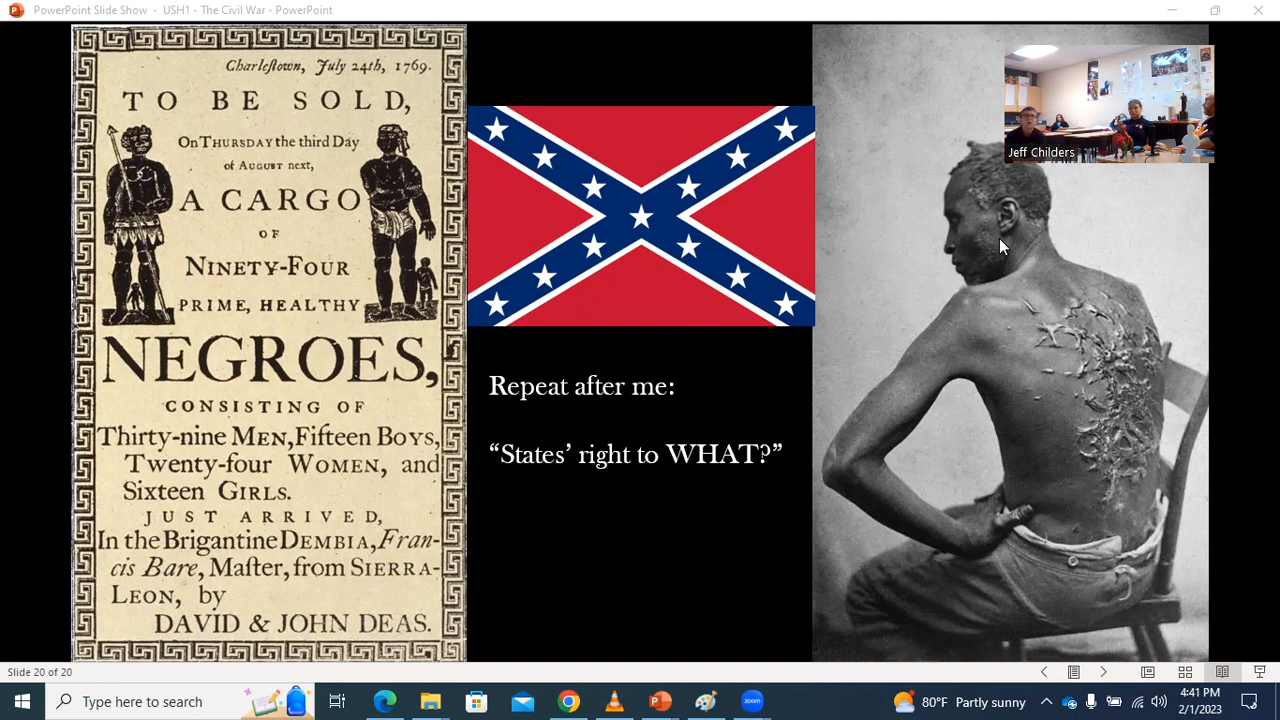 PowerPoint Slide Show - USH1 - The Civil War - PowerPoint
Charleſtown, July 24th, 1769.
TO BE SOLD,
On THURSDAY the third Day
of AUGUST next,
A CARGO
OF
NINETY-FOUR
PRIME, HEALTHY
NEGROES,
CONSISTING OF
Thirty-nine MEN, Fifteen BOYS,
Twenty-four WOMEN, and
Sixteen GIRLS.
JUST ARRIVED,
In the Brigantine DEMBIA, Fran-
cis Bare, Maſter, from SIERRA-
LEON, by
DAVID & JOHN DEAS.
Repeat after me:
“States’ right to WHAT?”
Jeff Childers
Slide 20 of 20
Type here to search
zoom
80°F Partly sunny
4:41 PM
2/1/2023